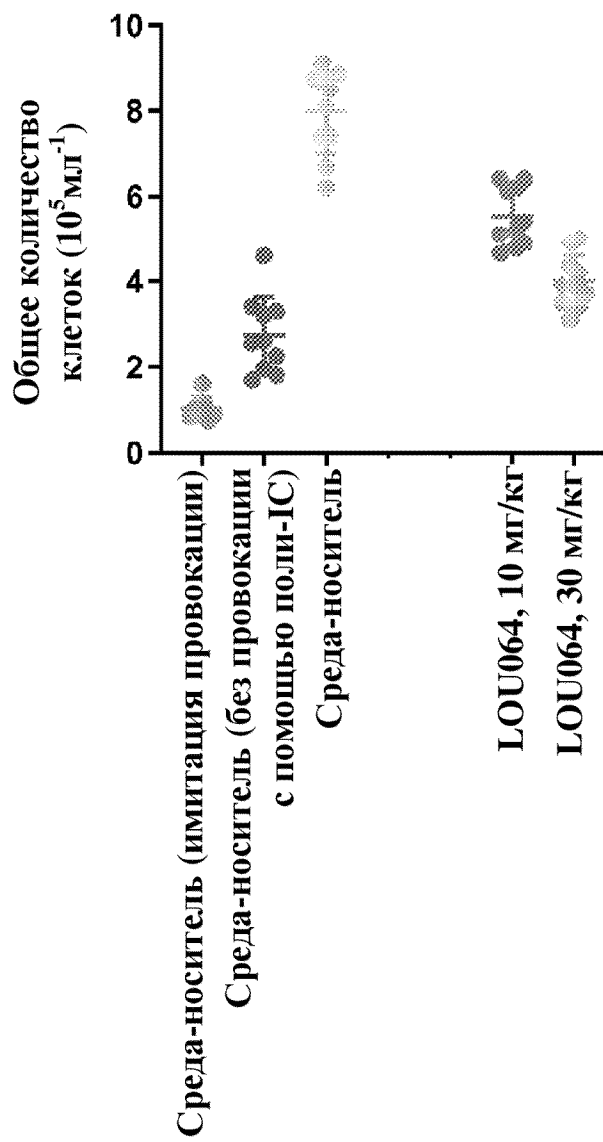 Общее количество
клеток (10⁵мл⁻¹)
10
8
6
4
2
0
Среда-носитель (имитация провокации)
Среда-носитель (без провокации
с помощью поли-IC)
Среда-носитель
LOU064, 10 мг/кг
LOU064, 30 мг/кг